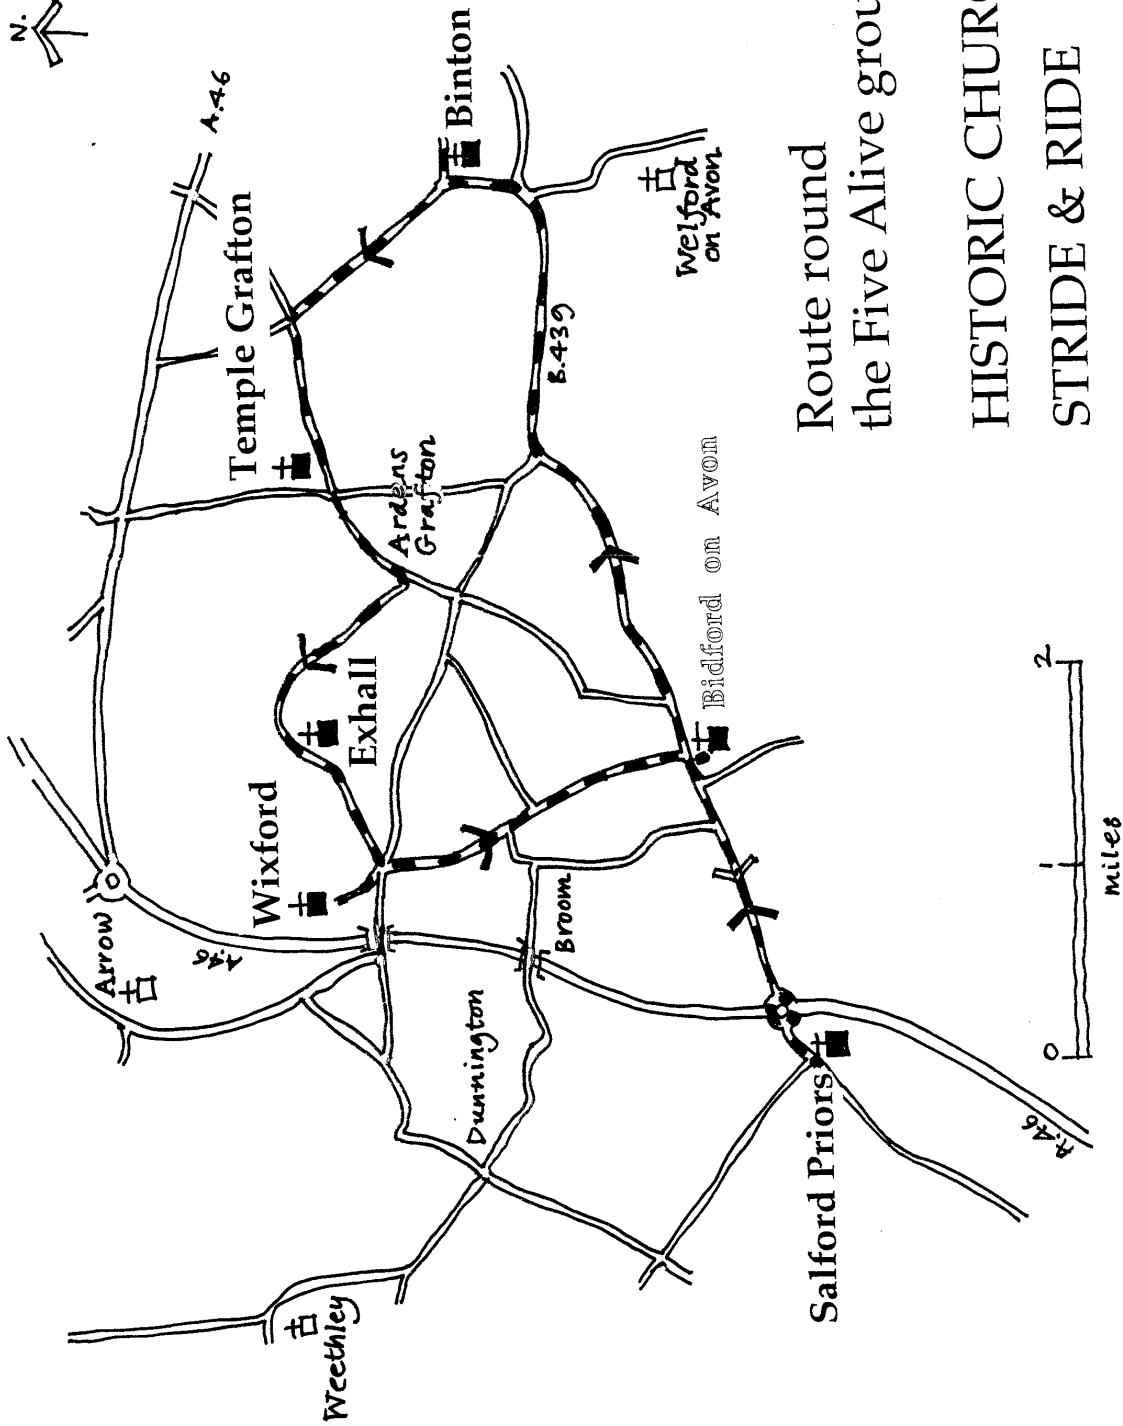 N.
A.46
Binton
Temple Grafton
Welford
on Avon
B.439
Ardens
Grafton
Exhall
Bidford on Avon
Wixford
Arrow
A.46
Broom
Dunnington
Salford Priors
A.46
Weethley
0 1 2
miles
Route round
the Five Alive grou
HISTORIC CHURC
STRIDE & RIDE